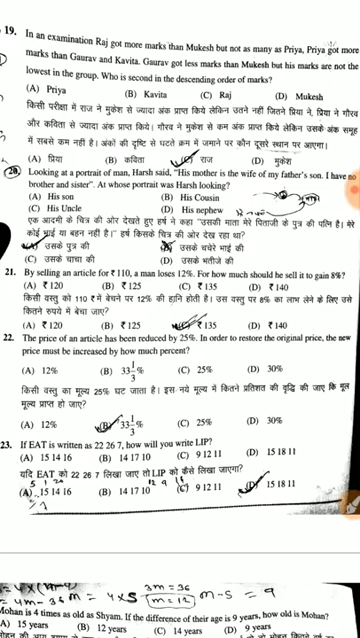 19. In an examination Raj got more marks than Mukesh but not as many as Priya, Priya got more
marks than Gaurav and Kavita. Gaurav got less marks than Mukesh but his marks are not the
lowest in the group. Who is second in the descending order of marks?
(A) Priya (B) Kavita (C) Raj (D) Mukesh
किसी परीक्षा में राज ने मुकेश से ज्यादा अंक प्राप्त किये लेकिन उतने नहीं जितने प्रिया ने, प्रिया ने गौरव
और कविता से ज्यादा अंक प्राप्त किये। गौरव ने मुकेश से कम अंक प्राप्त किये लेकिन उसके अंक समूह
में सबसे कम नहीं है। अंकों की दृष्टि से घटते क्रम में जमाने पर कौन दूसरे स्थान पर आएगा।
(A) प्रिया (B) कविता (C) राज (D) मुकेश
20. Looking at a portrait of man, Harsh said, "His mother is the wife of my father's son. I have no
brother and sister". At whose portrait was Harsh looking?
(A) His son (B) His Cousin
(C) His Uncle (D) His nephew
एक आदमी के चित्र की ओर देखते हुए हर्ष ने कहा "उसकी माता मेरे पिताजी के पुत्र की पत्नि है। मेरे
कोई भाई या बहन नहीं है।" हर्ष किसके चित्र की ओर देख रहा था?
(A) उसके पुत्र की (B) उसके चचेरे भाई की
(C) उसके चाचा की (D) उसके भतीजे की
21. By selling an article for ₹ 110, a man loses 12%. For how much should he sell it to gain 8%?
(A) ₹ 120 (B) ₹ 125 (C) ₹ 135 (D) ₹ 140
किसी वस्तु को 110 ₹ में बेचने पर 12% की हानि होती है। उस वस्तु पर 8% का लाभ लेने के लिए उसे
कितने रुपये में बेचा जाए?
(A) ₹ 120 (B) ₹ 125 ₹ 135 (D) ₹ 140
22. The price of an article has been reduced by 25%. In order to restore the original price, the new
price must be increased by how much percent?
(A) 12% (B) 33 1/3 % (C) 25% (D) 30%
किसी वस्तु का मूल्य 25% घट जाता है। इस नये मूल्य में कितने प्रतिशत की वृद्धि की जाए कि मूल
मूल्य प्राप्त हो जाए?
(A) 12% (B) 33 1/3 % (C) 25% (D) 30%
23. If EAT is written as 22 26 7, how will you write LIP?
(A) 15 14 16 (B) 14 17 10 (C) 9 12 11 (D) 15 18 11
यदि EAT को 22 26 7 लिखा जाए तो LIP को कैसे लिखा जाएगा?
(A) 15 14 16 (B) 14 17 10 (C) 9 12 11 (D) 15 18 11
3m = 36
m = 12
m - s = 9
Mohan is 4 times as old as Shyam. If the difference of their age is 9 years, how old is Mohan?
A) 15 years (B) 12 years (C) 14 years (D) 9 years